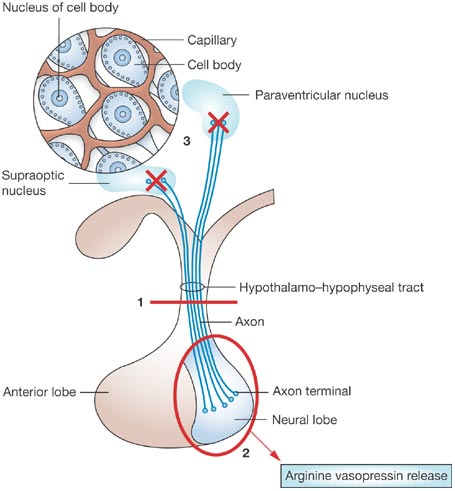 Nucleus of cell body
Capillary
Cell body
Paraventricular nucleus
3
Supraoptic
nucleus
Hypothalamo–hypophyseal tract
1
Axon
Anterior lobe
Axon terminal
Neural lobe
2
Arginine vasopressin release